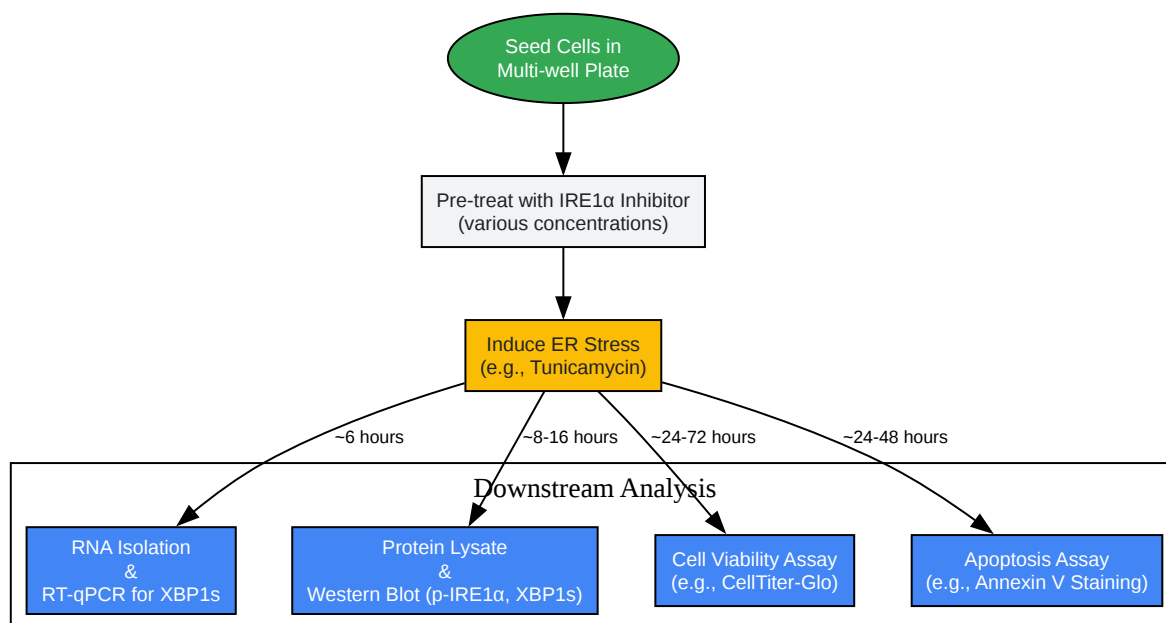 Seed Cells in
Multi-well Plate
Pre-treat with IRE1α Inhibitor
(various concentrations)
Induce ER Stress
(e.g., Tunicamycin)
~6 hours
~8-16 hours
~24-72 hours
~24-48 hours
Downstream Analysis
RNA Isolation
&
RT-qPCR for XBP1s
Protein Lysate
&
Western Blot (p-IRE1α, XBP1s)
Cell Viability Assay
(e.g., CellTiter-Glo)
Apoptosis Assay
(e.g., Annexin V Staining)